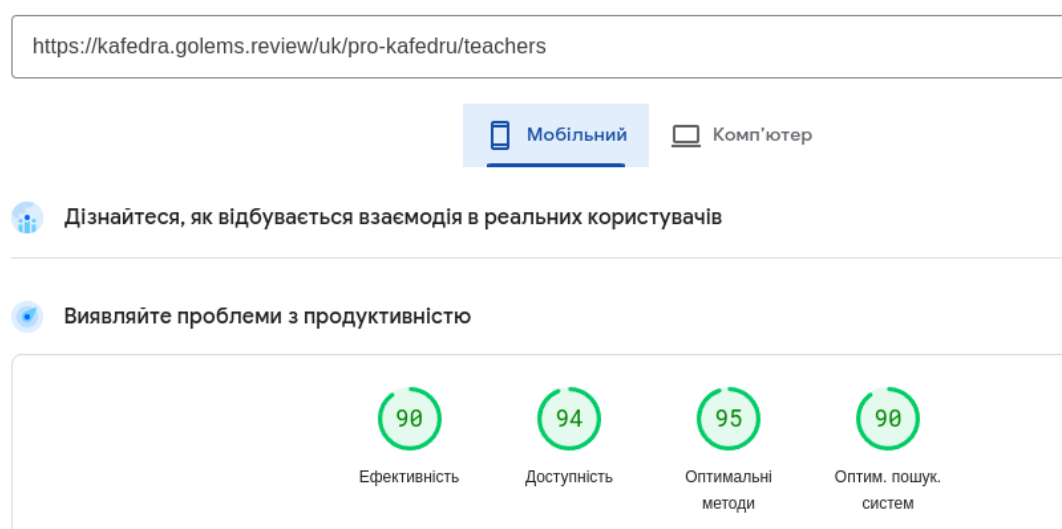 https://kafedra.golems.review/uk/pro-kafedru/teachers
Мобільний Комп'ютер
Дізнайтеся, як відбувається взаємодія в реальних користувачів
Виявляйте проблеми з продуктивністю
90 94 95 90
Ефективність Доступність Оптимальні методи Оптим. пошук. систем